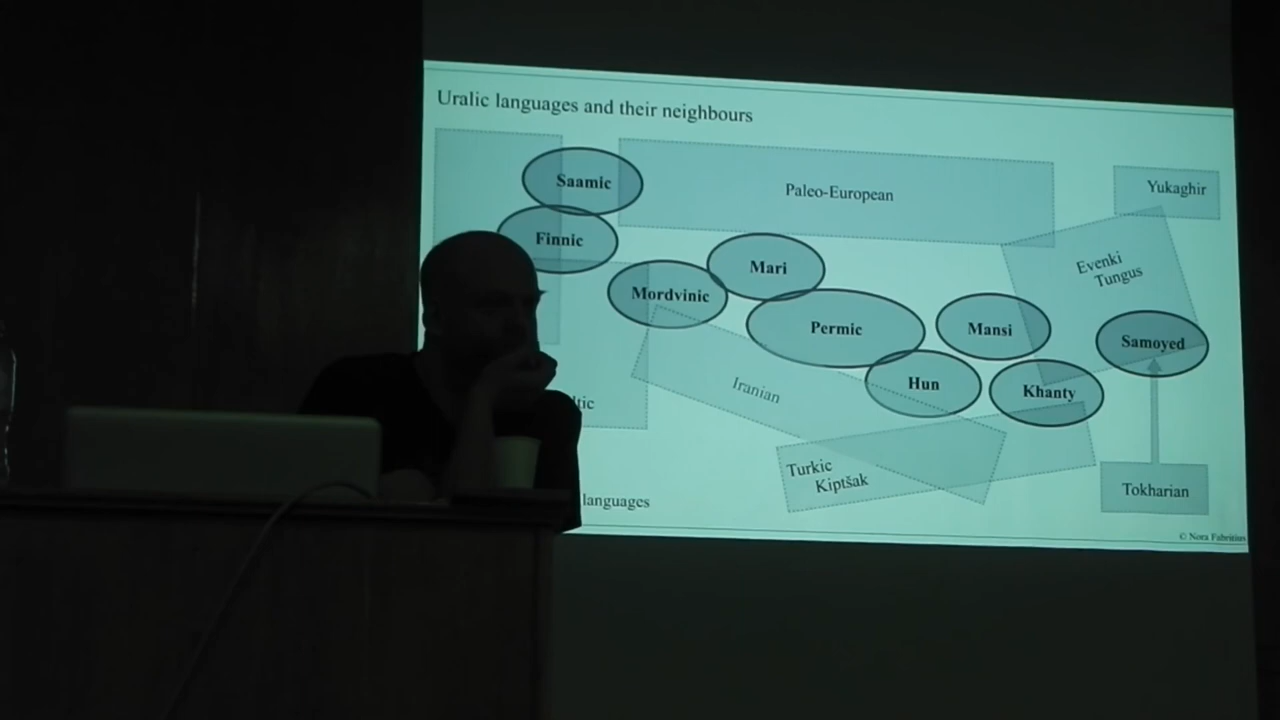 Uralic languages and their neighbours
Saamic
Paleo-European
Yukaghir
Finnic
Mari
Evenki
Tungus
Mordvinic
Permic
Mansi
Samoyed
Iranian
Hun
Khanty
tic
Turkic
Kiptšak
Tokharian
languages
© Nora Fabritius